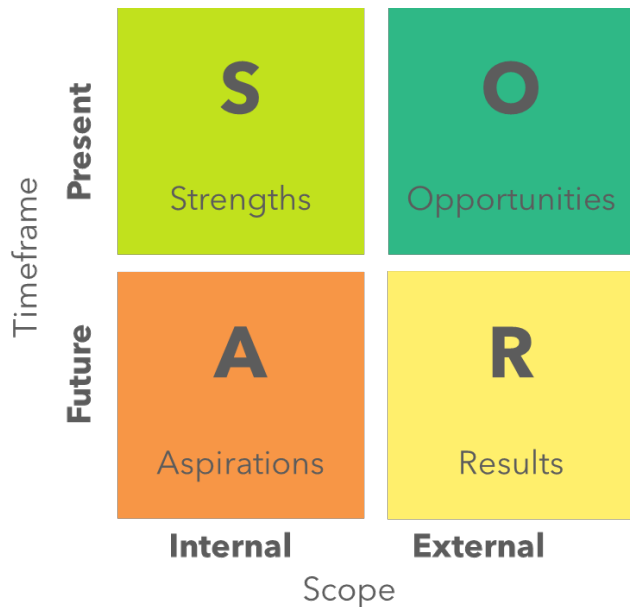 Timeframe
Present
S
Strengths
O
Opportunities
Future
A
Aspirations
R
Results
Internal
External
Scope